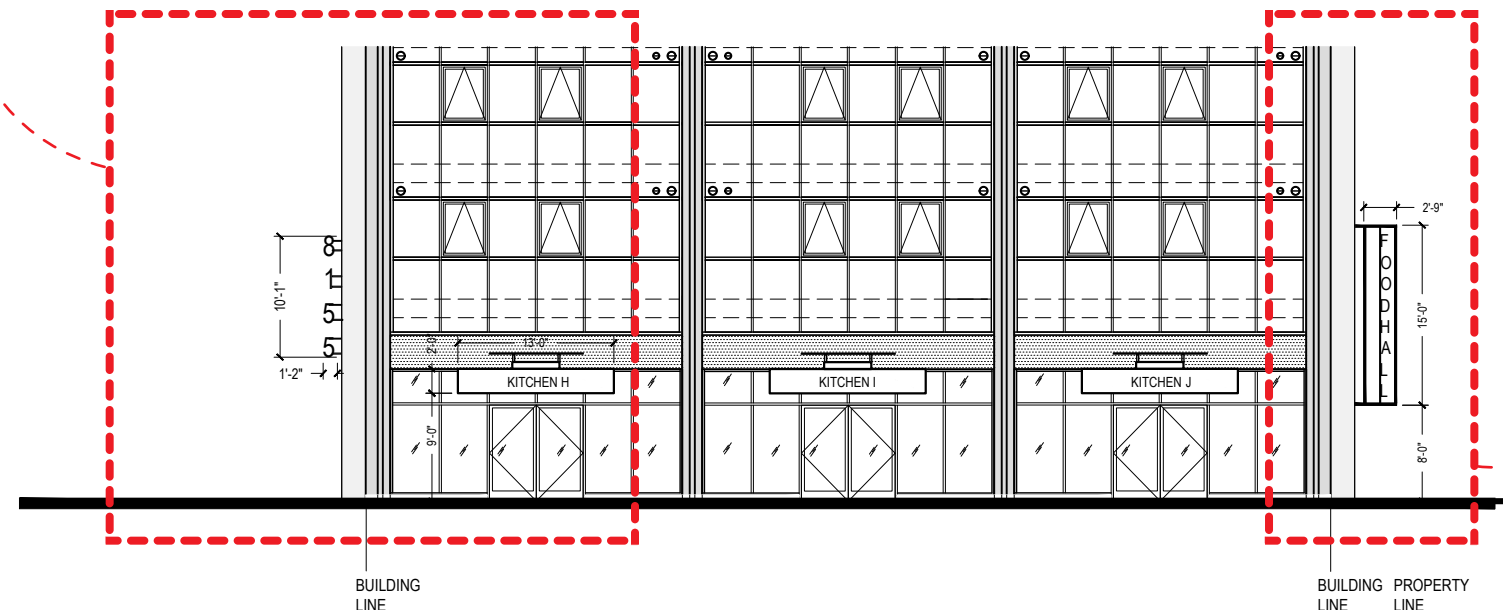 2'-9"
8
1
5
5
10'-1"
1'-2"
2'-0"
13'-0"
KITCHEN H
KITCHEN I
KITCHEN J
9'-0"
FOODHALL
15'-0"
8'-0"
BUILDING
LINE
BUILDING
LINE
PROPERTY
LINE